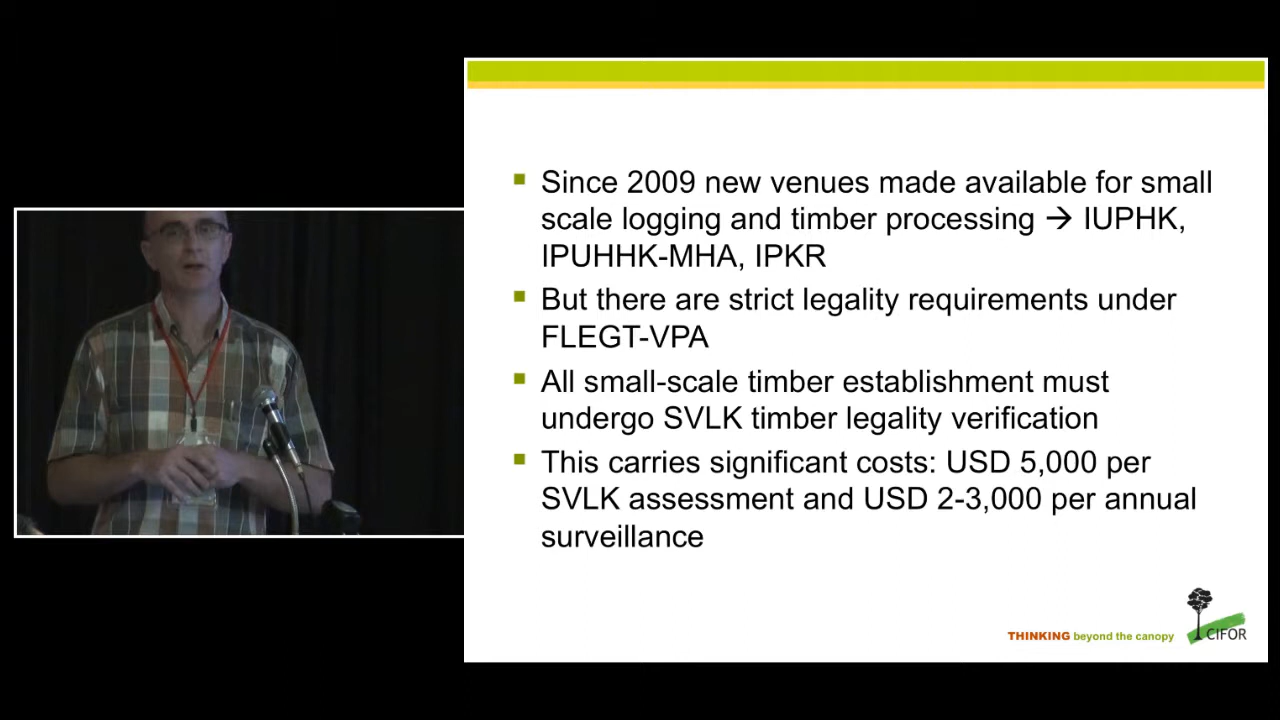 Since 2009 new venues made available for small
scale logging and timber processing → IUPHK,
IPUHHK-MHA, IPKR
But there are strict legality requirements under
FLEGT-VPA
All small-scale timber establishment must
undergo SVLK timber legality verification
This carries significant costs: USD 5,000 per
SVLK assessment and USD 2-3,000 per annual
surveillance
THINKING beyond the canopy
CIFOR